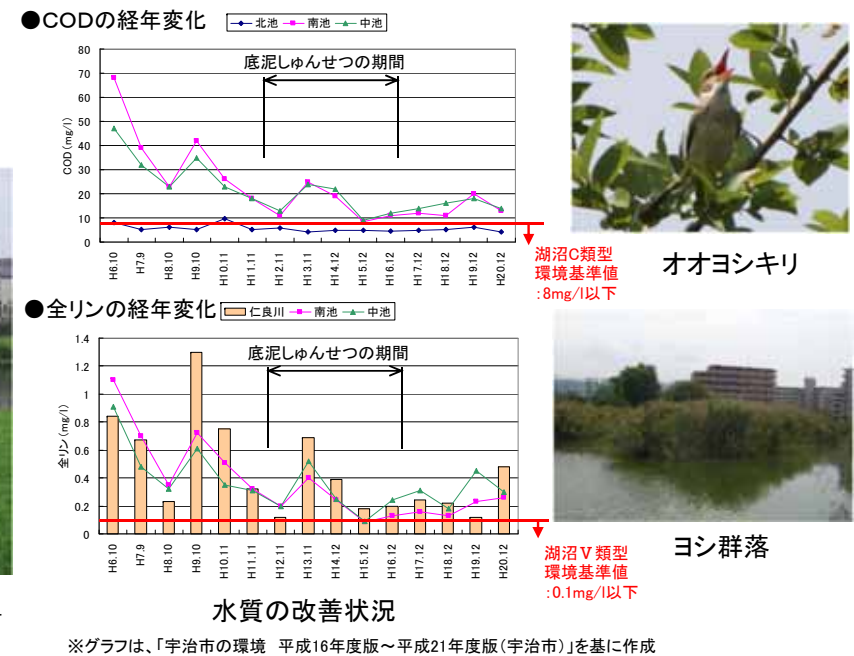 ●CODの経年変化
北池 南池 中池
80
70
60
50
40
30
20
10
0
COD(mg/l)
底泥しゅんせつの期間
H6.10 H7.9 H8.10 H9.10 H10.11 H11.11 H12.11 H13.11 H14.12 H15.12 H16.12 H17.12 H18.12 H19.12 H20.12
湖沼C類型
環境基準値
:8mg/l以下
オオヨシキリ
●全リンの経年変化
仁良川 南池 中池
1.4
1.2
1
0.8
0.6
0.4
0.2
0
全リン(mg/l)
底泥しゅんせつの期間
H6.10 H7.9 H8.10 H9.10 H10.11 H11.11 H12.11 H13.11 H14.12 H15.12 H16.12 H17.12 H18.12 H19.12 H20.12
湖沼Ⅴ類型
環境基準値
:0.1mg/l以下
ヨシ群落
水質の改善状況
※グラフは、「宇治市の環境 平成16年度版～平成21年度版(宇治市)」を基に作成